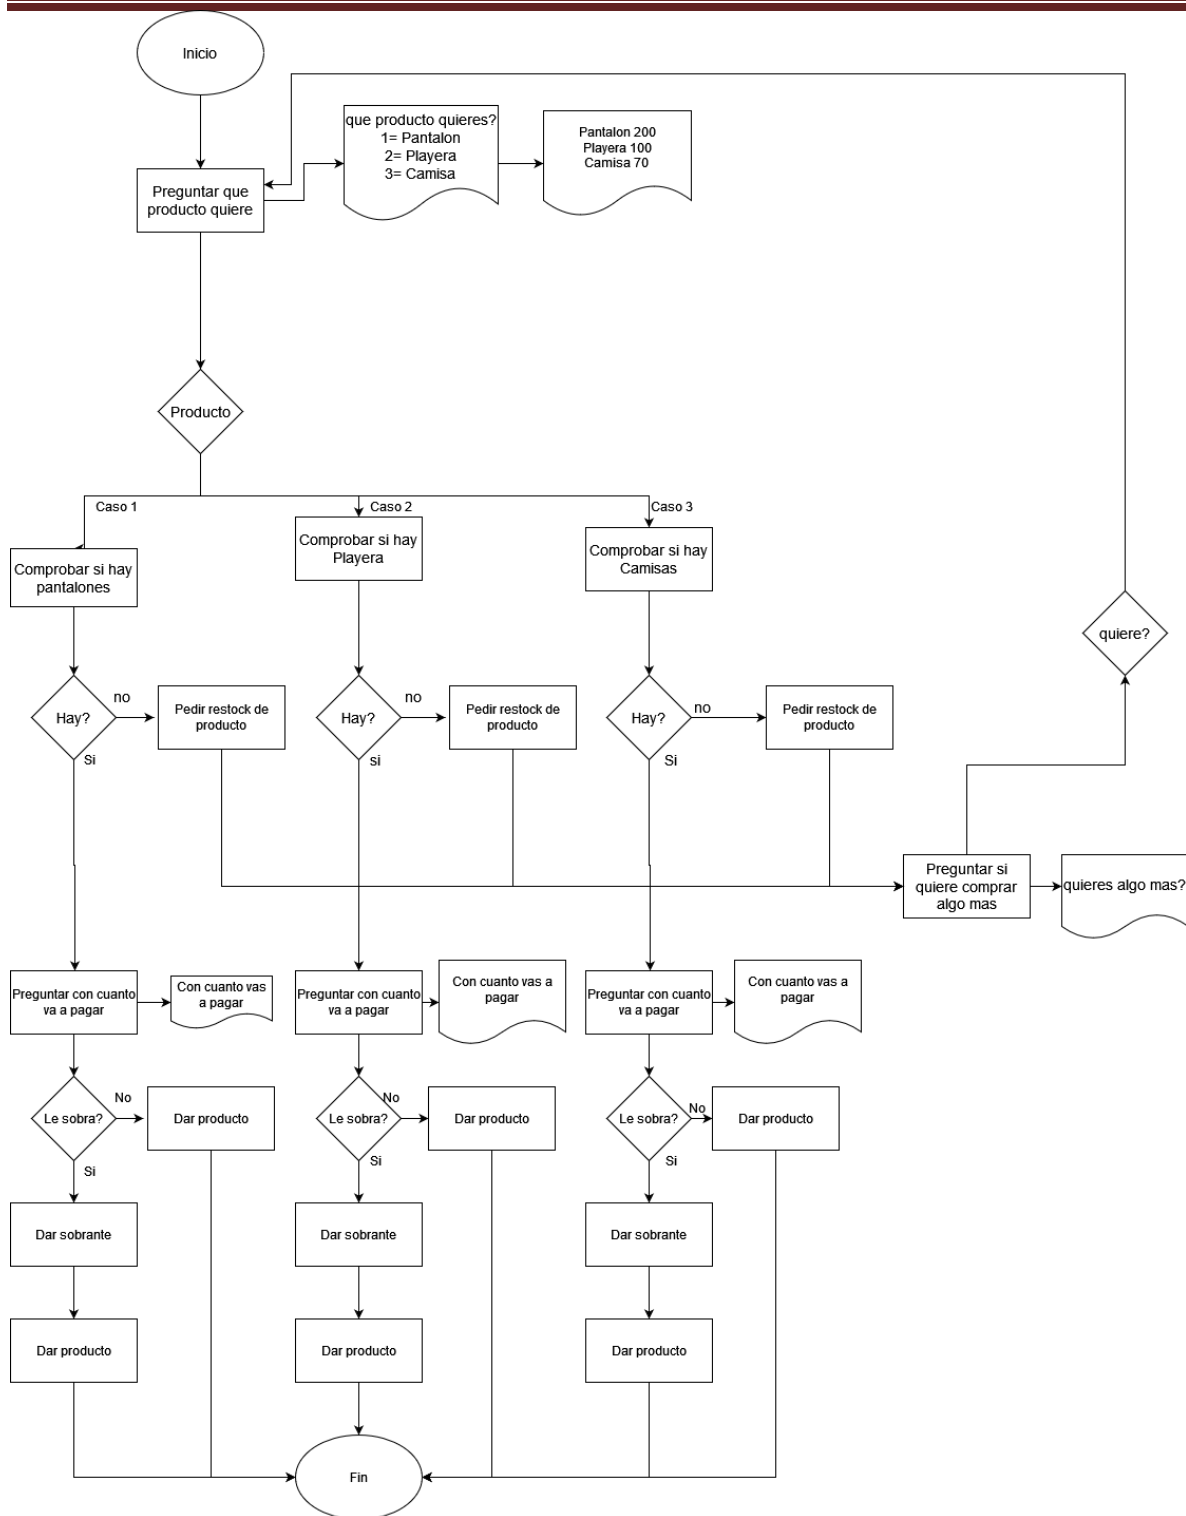 Inicio
que producto quieres?
1= Pantalon
2= Playera
3= Camisa
Pantalon 200
Playera 100
Camisa 70
Preguntar que
producto quiere
Producto
Caso 1
Caso 2
Caso 3
Comprobar si hay
pantalones
Comprobar si hay
Playera
Comprobar si hay
Camisas
quiere?
Hay?
no
Si
Pedir restock de
producto
Hay?
no
si
Pedir restock de
producto
Hay?
no
Si
Pedir restock de
producto
Preguntar si
quiere comprar
algo mas
quieres algo mas?
Preguntar con cuanto
va a pagar
Con cuanto vas
a pagar
Preguntar con cuanto
va a pagar
Con cuanto vas a
pagar
Preguntar con cuanto
va a pagar
Con cuanto vas a
pagar
Le sobra?
No
Si
Dar producto
Le sobra?
No
Si
Dar producto
Le sobra?
No
Si
Dar producto
Dar sobrante
Dar sobrante
Dar sobrante
Dar producto
Dar producto
Dar producto
Fin